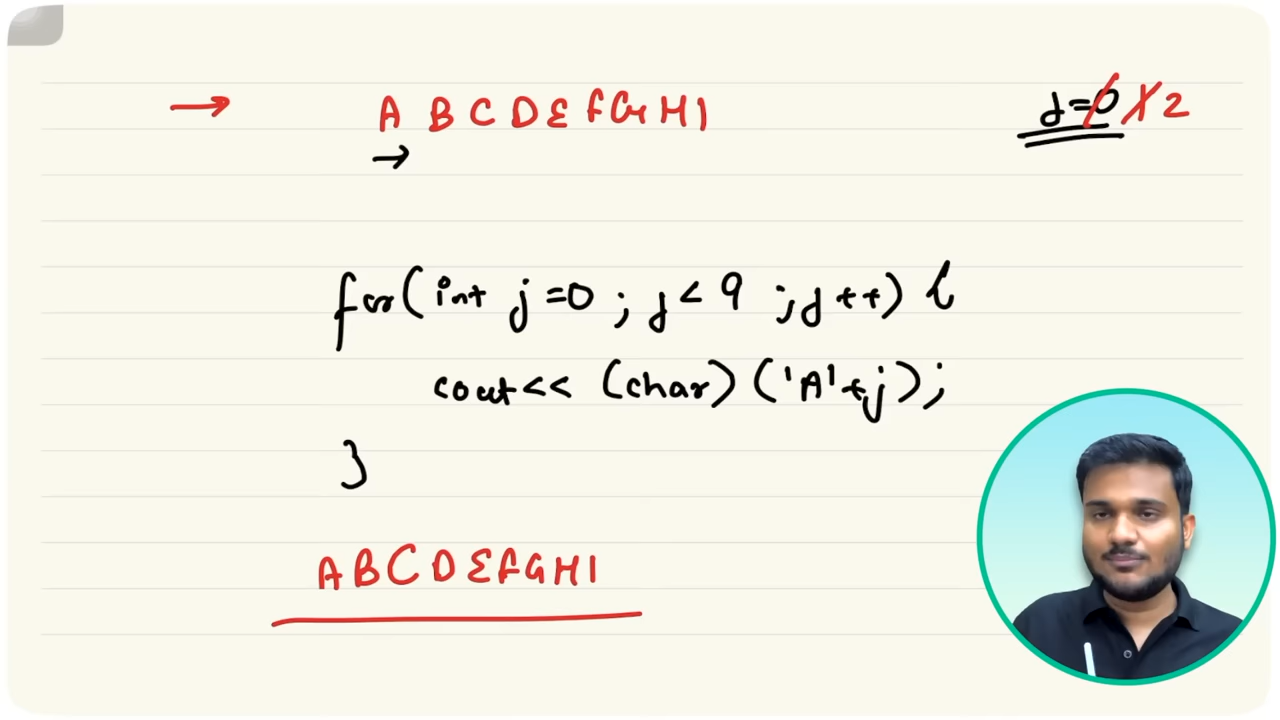 → A B C D E F G H I
j=0 1 2
→
for(int j=0 ; j < 9 ; j++) {
cout<< (char) ('A'+j);
}
A B C D E F G H I